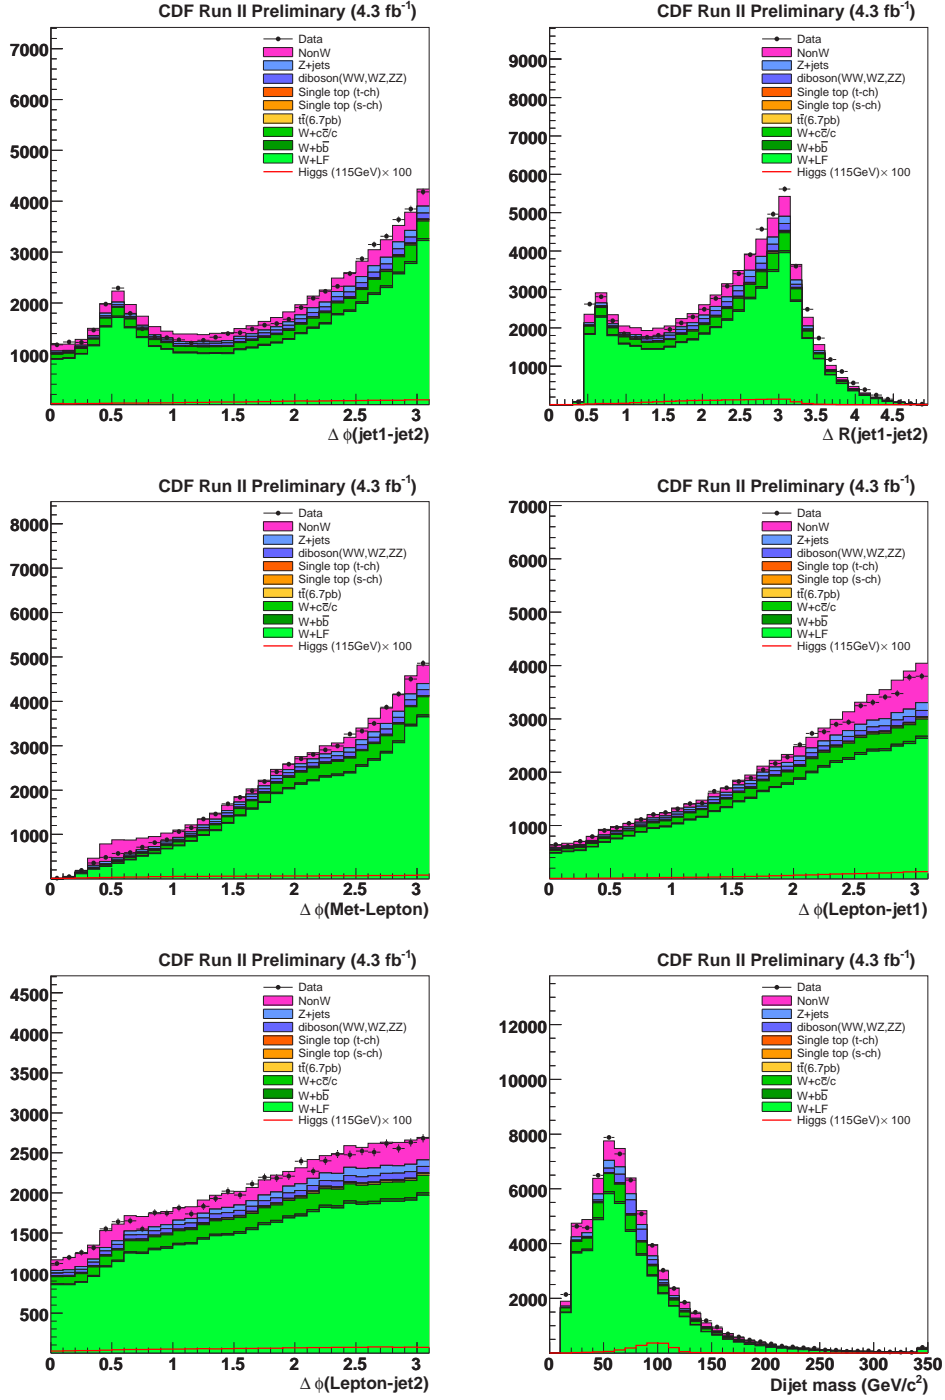 CDF Run II Preliminary (4.3 fb⁻¹)
Data
NonW
Z+jets
diboson(WW,WZ,ZZ)
Single top (t-ch)
Single top (s-ch)
tt̄(6.7pb)
W+cc̄/c
W+bb̄
W+LF
Higgs (115GeV)× 100
7000
6000
5000
4000
3000
2000
1000
0 0.5 1 1.5 2 2.5 3
Δ ϕ(jet1-jet2)
CDF Run II Preliminary (4.3 fb⁻¹)
Data
NonW
Z+jets
diboson(WW,WZ,ZZ)
Single top (t-ch)
Single top (s-ch)
tt̄(6.7pb)
W+cc̄/c
W+bb̄
W+LF
Higgs (115GeV)× 100
9000
8000
7000
6000
5000
4000
3000
2000
1000
0 0.5 1 1.5 2 2.5 3 3.5 4 4.5
Δ R(jet1-jet2)
CDF Run II Preliminary (4.3 fb⁻¹)
Data
NonW
Z+jets
diboson(WW,WZ,ZZ)
Single top (t-ch)
Single top (s-ch)
tt̄(6.7pb)
W+cc̄/c
W+bb̄
W+LF
Higgs (115GeV)× 100
8000
7000
6000
5000
4000
3000
2000
1000
0 0.5 1 1.5 2 2.5 3
Δ ϕ(Met-Lepton)
CDF Run II Preliminary (4.3 fb⁻¹)
Data
NonW
Z+jets
diboson(WW,WZ,ZZ)
Single top (t-ch)
Single top (s-ch)
tt̄(6.7pb)
W+cc̄/c
W+bb̄
W+LF
Higgs (115GeV)× 100
7000
6000
5000
4000
3000
2000
1000
0 0.5 1 1.5 2 2.5 3
Δ ϕ(Lepton-jet1)
CDF Run II Preliminary (4.3 fb⁻¹)
Data
NonW
Z+jets
diboson(WW,WZ,ZZ)
Single top (t-ch)
Single top (s-ch)
tt̄(6.7pb)
W+cc̄/c
W+bb̄
W+LF
Higgs (115GeV)× 100
4500
4000
3500
3000
2500
2000
1500
1000
500
0 0.5 1 1.5 2 2.5 3
Δ ϕ(Lepton-jet2)
CDF Run II Preliminary (4.3 fb⁻¹)
Data
NonW
Z+jets
diboson(WW,WZ,ZZ)
Single top (t-ch)
Single top (s-ch)
tt̄(6.7pb)
W+cc̄/c
W+bb̄
W+LF
Higgs (115GeV)× 100
12000
10000
8000
6000
4000
2000
0 50 100 150 200 250 300 350
Dijet mass (GeV/c²)